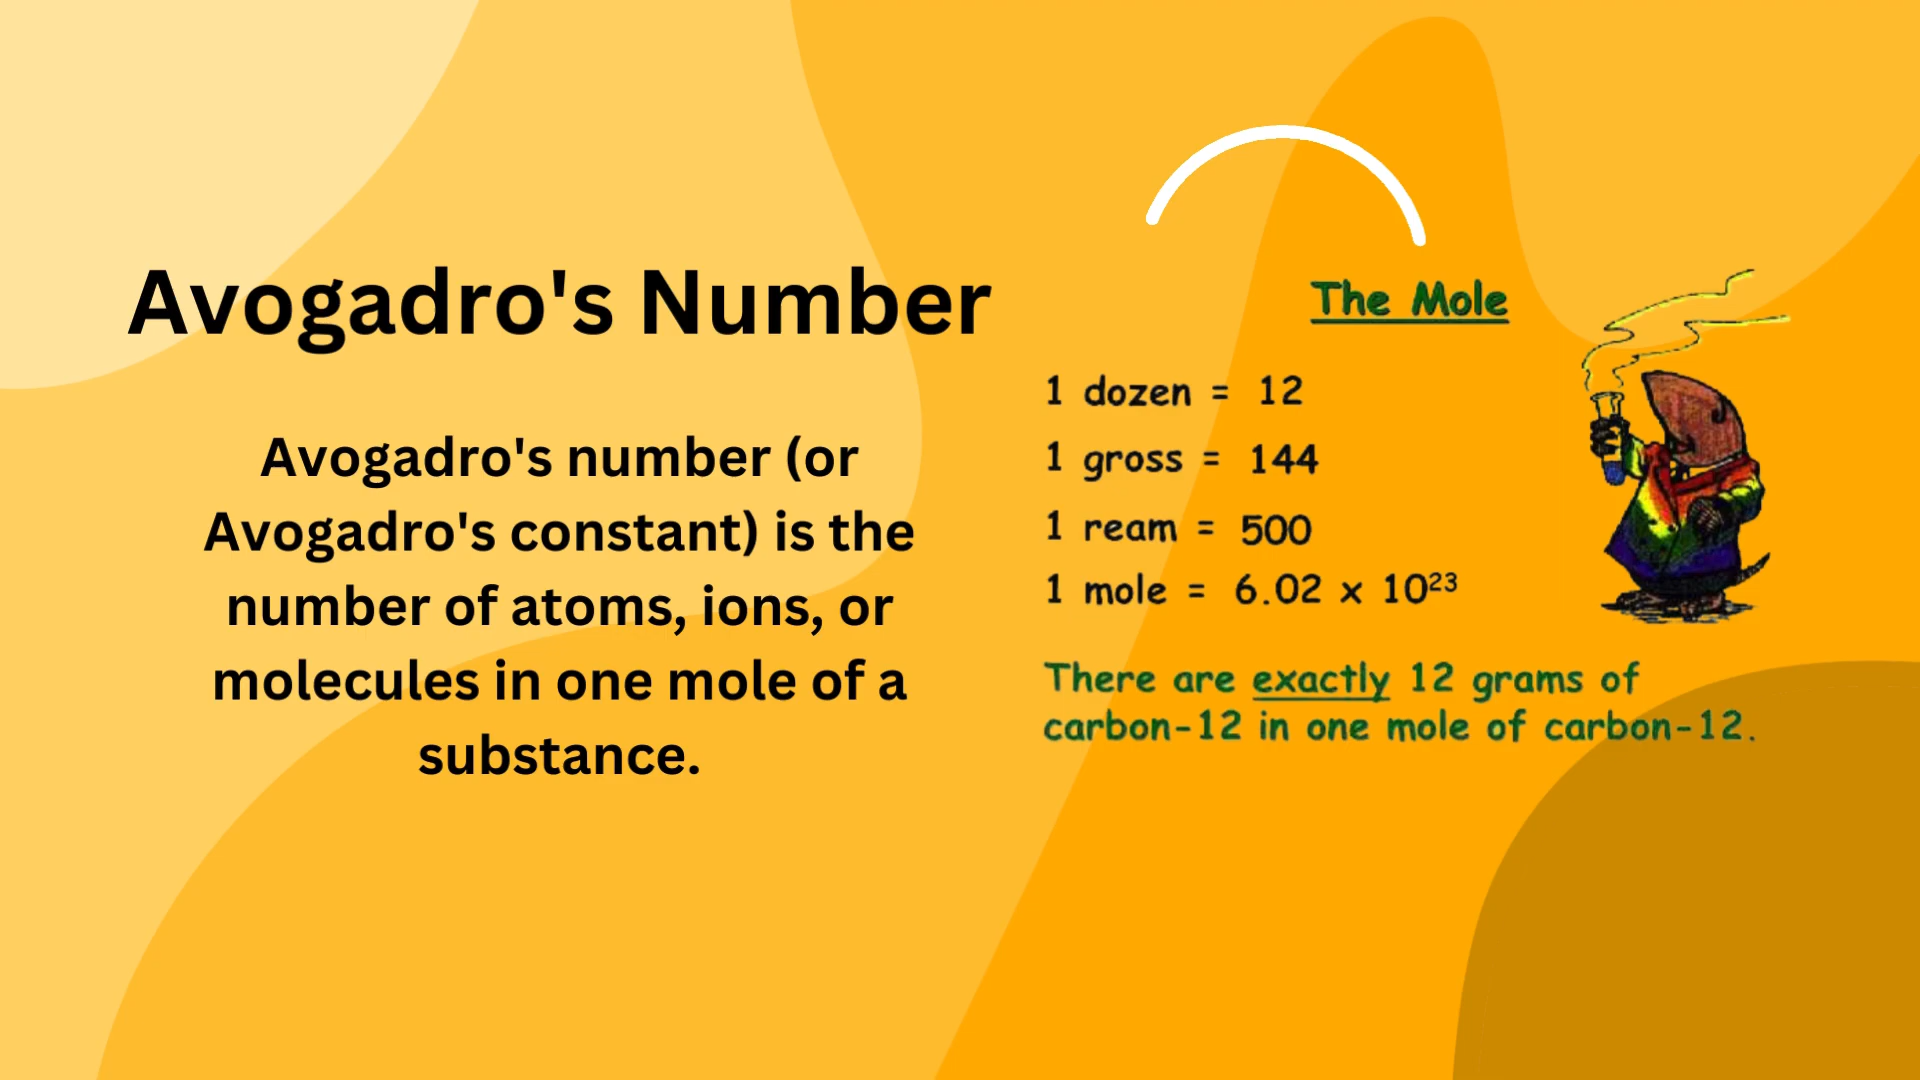 Avogadro's Number
Avogadro's number (or
Avogadro's constant) is the
number of atoms, ions, or
molecules in one mole of a
substance.
The Mole
1 dozen = 12
1 gross = 144
1 ream = 500
1 mole = 6.02 x 10²³
There are exactly 12 grams of
carbon-12 in one mole of carbon-12.